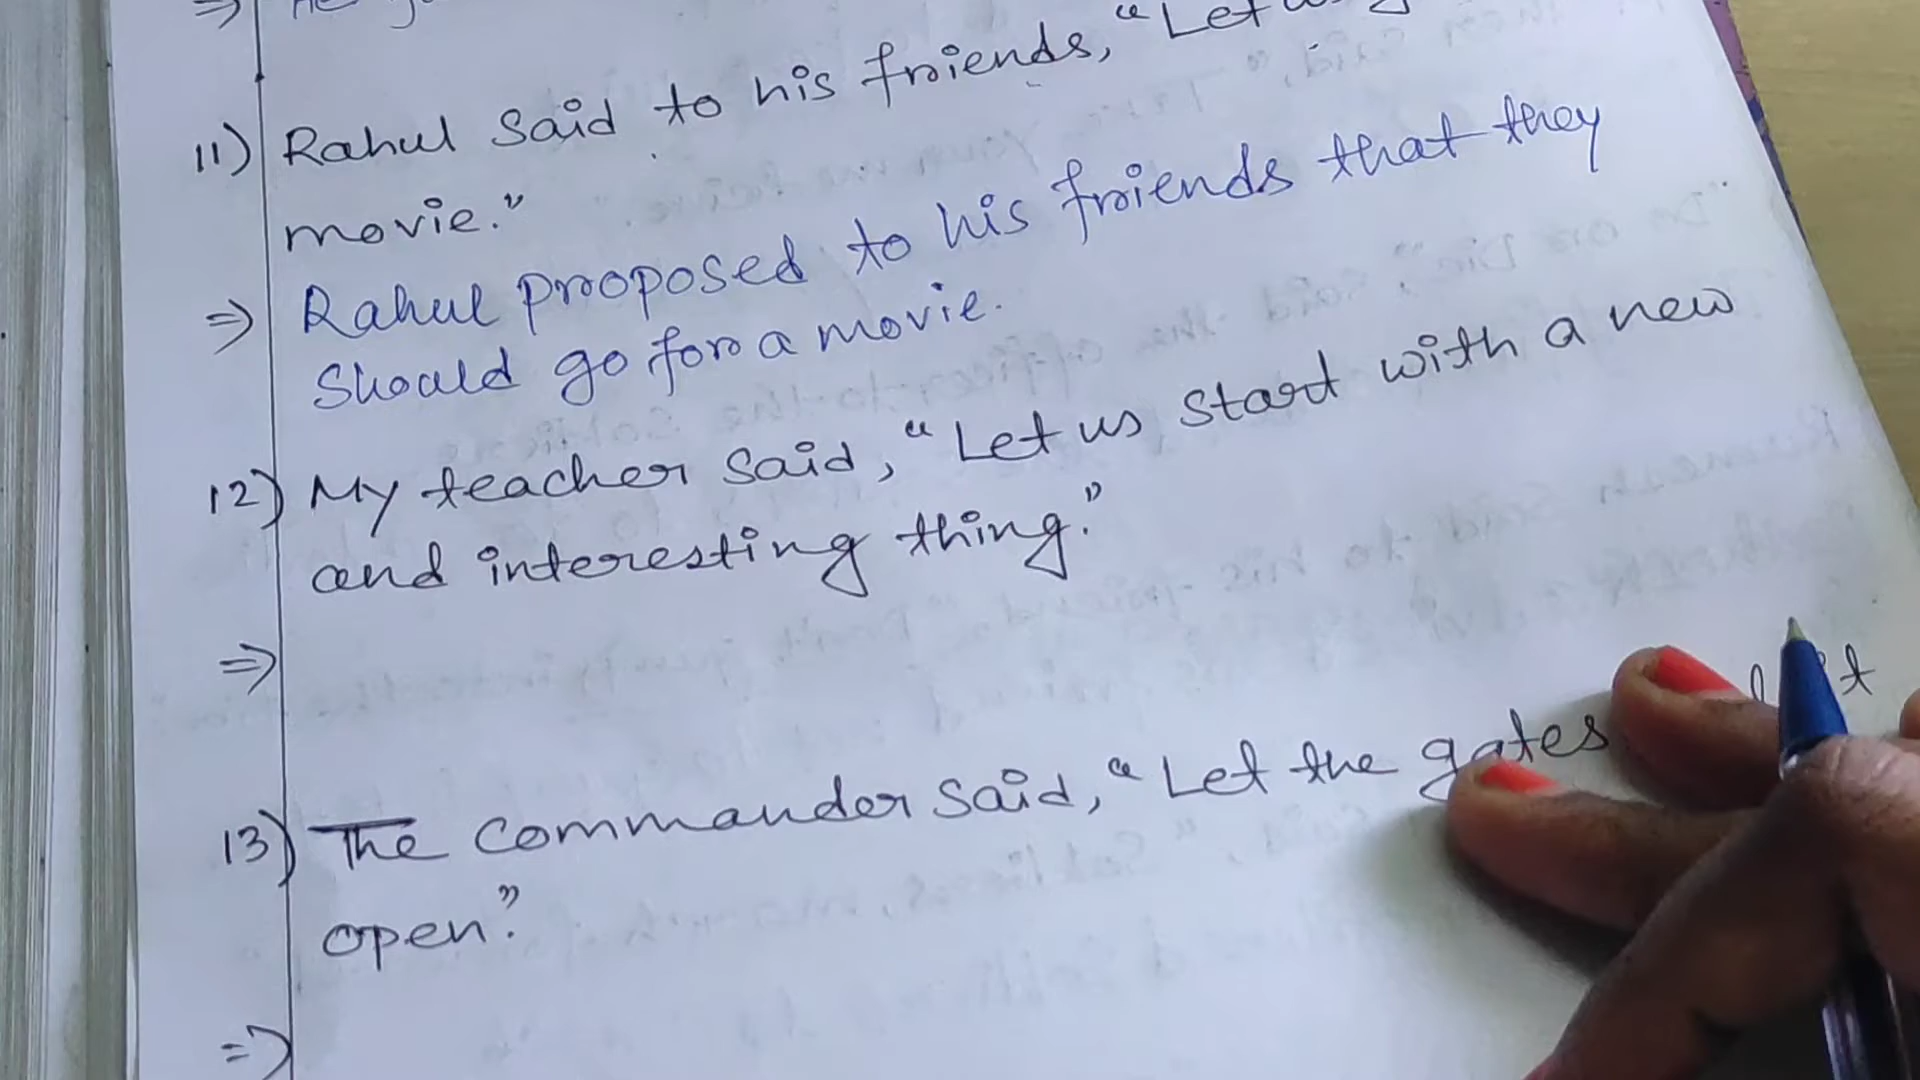 ⇒
11) Rahul said to his friends, "Let us
movie."
⇒ Rahul proposed to his friends that they
should go for a movie.
12) My teacher said, "Let us start with a new
and interesting thing."
⇒
13) The commander said, "Let the gates
open."
⇒